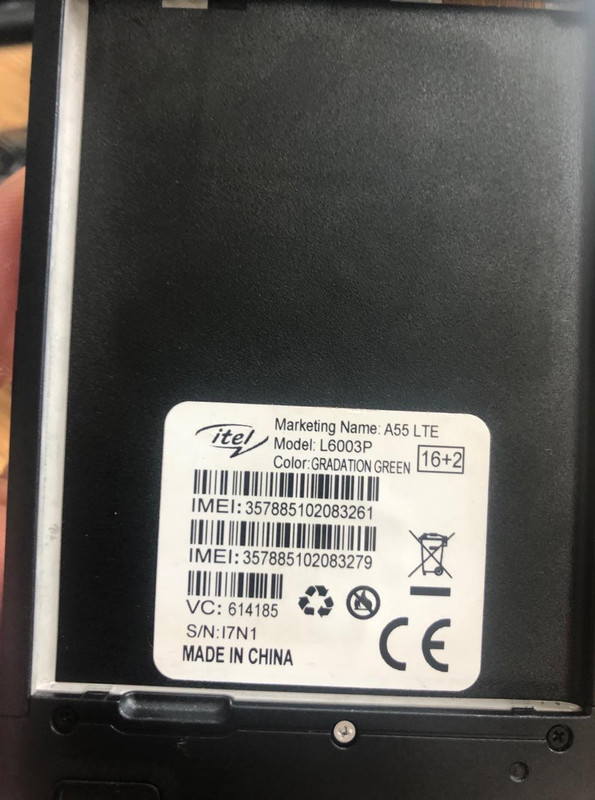 itel
Marketing Name: A55 LTE
Model: L6003P
Color: GRADATION GREEN
16+2
IMEI: 357885102083261
IMEI: 357885102083279
VC: 614185
S/N: I7N1
MADE IN CHINA
CE